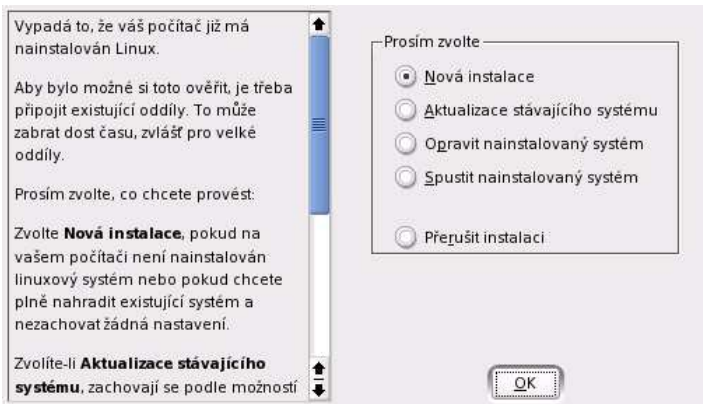 Vypadá to, že váš počítač již má
nainstalován Linux.
Aby bylo možné si toto ověřit, je třeba
připojit existující oddíly. To může
zabrat dost času, zvlášť pro velké
oddíly.
Prosím zvolte, co chcete provést:
Zvolte Nová instalace, pokud na
vašem počítači není nainstalován
linuxový systém nebo pokud chcete
plně nahradit existující systém a
nezachovat žádná nastavení.
Zvolíte-li Aktualizace stávajícího
systému, zachovají se podle možností
Prosím zvolte
Nová instalace
Aktualizace stávajícího systému
Opravit nainstalovaný systém
Spustit nainstalovaný systém
Přerušit instalaci
OK